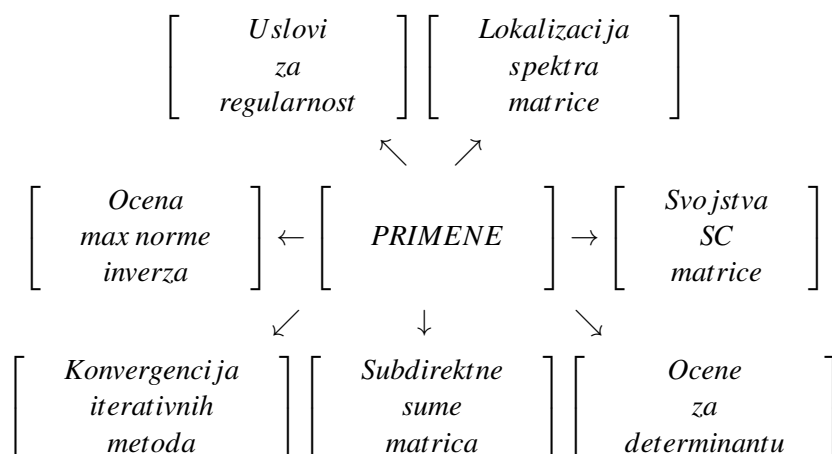 Uslovi
za
regularnost
Lokalizacija
spektra
matrice
Ocena
max norme
inverza
PRIMENE
Svojstva
SC
matrice
Konvergencija
iterativnih
metoda
Subdirektne
sume
matrica
Ocene
za
determinantu